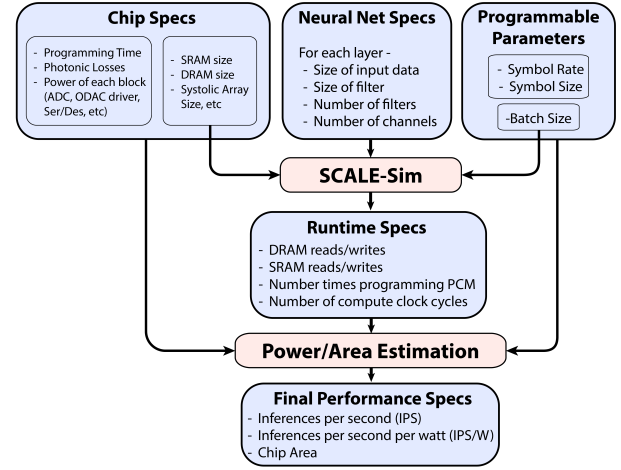 Chip Specs
- Programming Time
- Photonic Losses
- Power of each block
(ADC, ODAC driver,
Ser/Des, etc)
- SRAM size
- DRAM size
- Systolic Array
Size, etc
Neural Net Specs
For each layer -
- Size of input data
- Size of filter
- Number of filters
- Number of channels
Programmable
Parameters
- Symbol Rate
- Symbol Size
-Batch Size
SCALE-Sim
Runtime Specs
- DRAM reads/writes
- SRAM reads/writes
- Number times programming PCM
- Number of compute clock cycles
Power/Area Estimation
Final Performance Specs
- Inferences per second (IPS)
- Inferences per second per watt (IPS/W)
- Chip Area